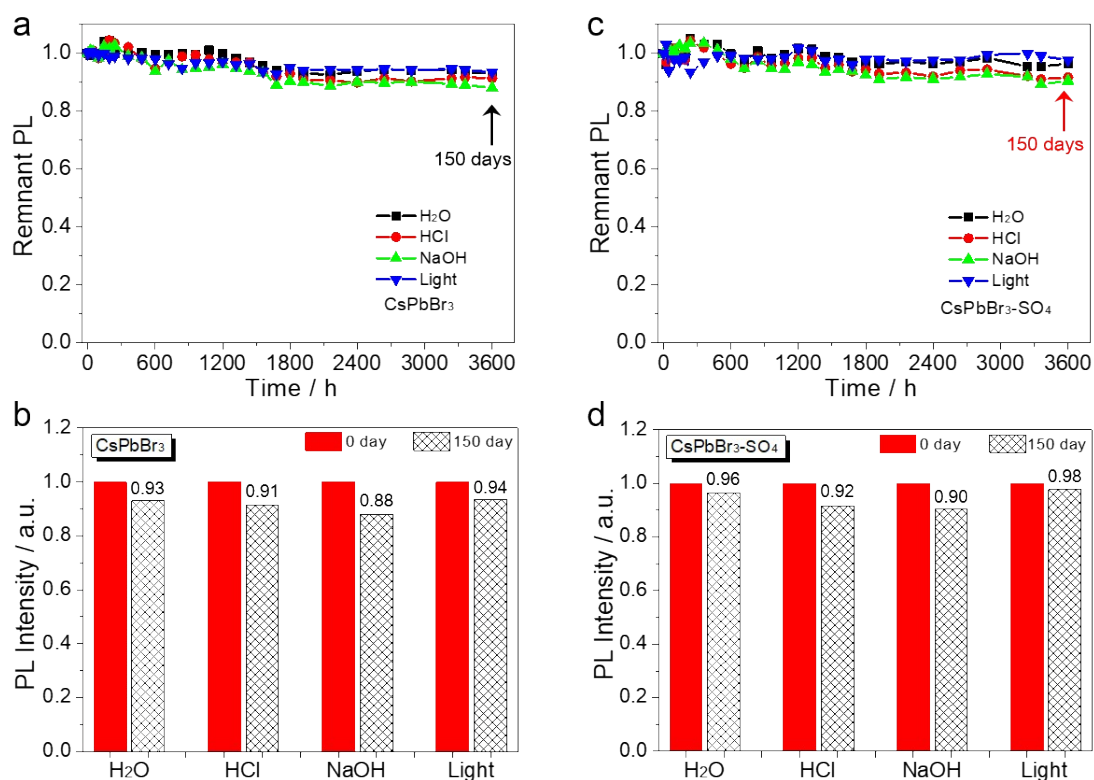 a
Remnant PL
1.0
0.8
0.6
0.4
0.2
0.0
150 days
H₂O
HCl
NaOH
Light
CsPbBr₃
0 600 1200 1800 2400 3000 3600
Time / h
c
Remnant PL
1.0
0.8
0.6
0.4
0.2
0.0
150 days
H₂O
HCl
NaOH
Light
CsPbBr₃-SO₄
0 600 1200 1800 2400 3000 3600
Time / h
b
PL Intensity / a.u.
1.2
1.0
0.8
0.6
0.4
0.2
0.0
CsPbBr₃
0 day 150 day
0.93 0.91 0.88 0.94
H₂O HCl NaOH Light
d
PL Intensity / a.u.
1.2
1.0
0.8
0.6
0.4
0.2
0.0
CsPbBr₃-SO₄
0 day 150 day
0.96 0.92 0.90 0.98
H₂O HCl NaOH Light